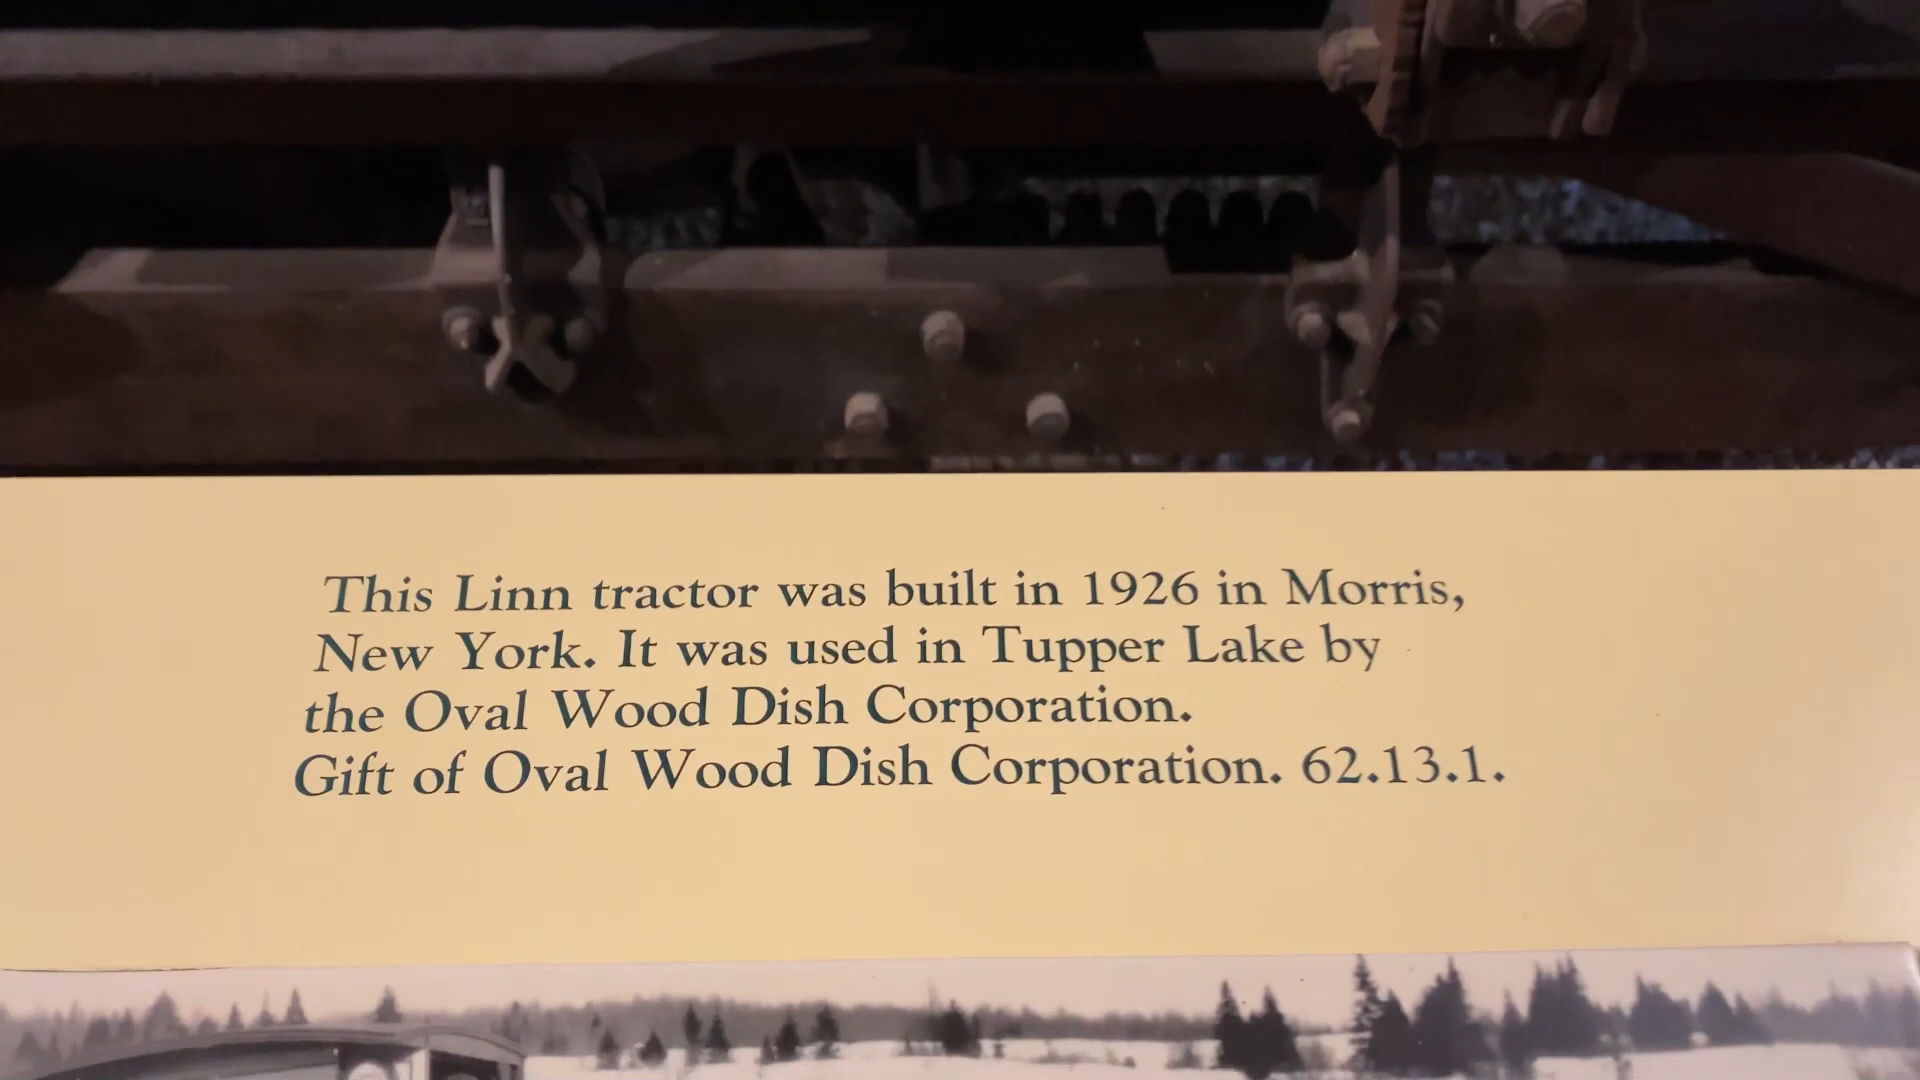 This Linn tractor was built in 1926 in Morris,
New York. It was used in Tupper Lake by
the Oval Wood Dish Corporation.
Gift of Oval Wood Dish Corporation. 62.13.1.